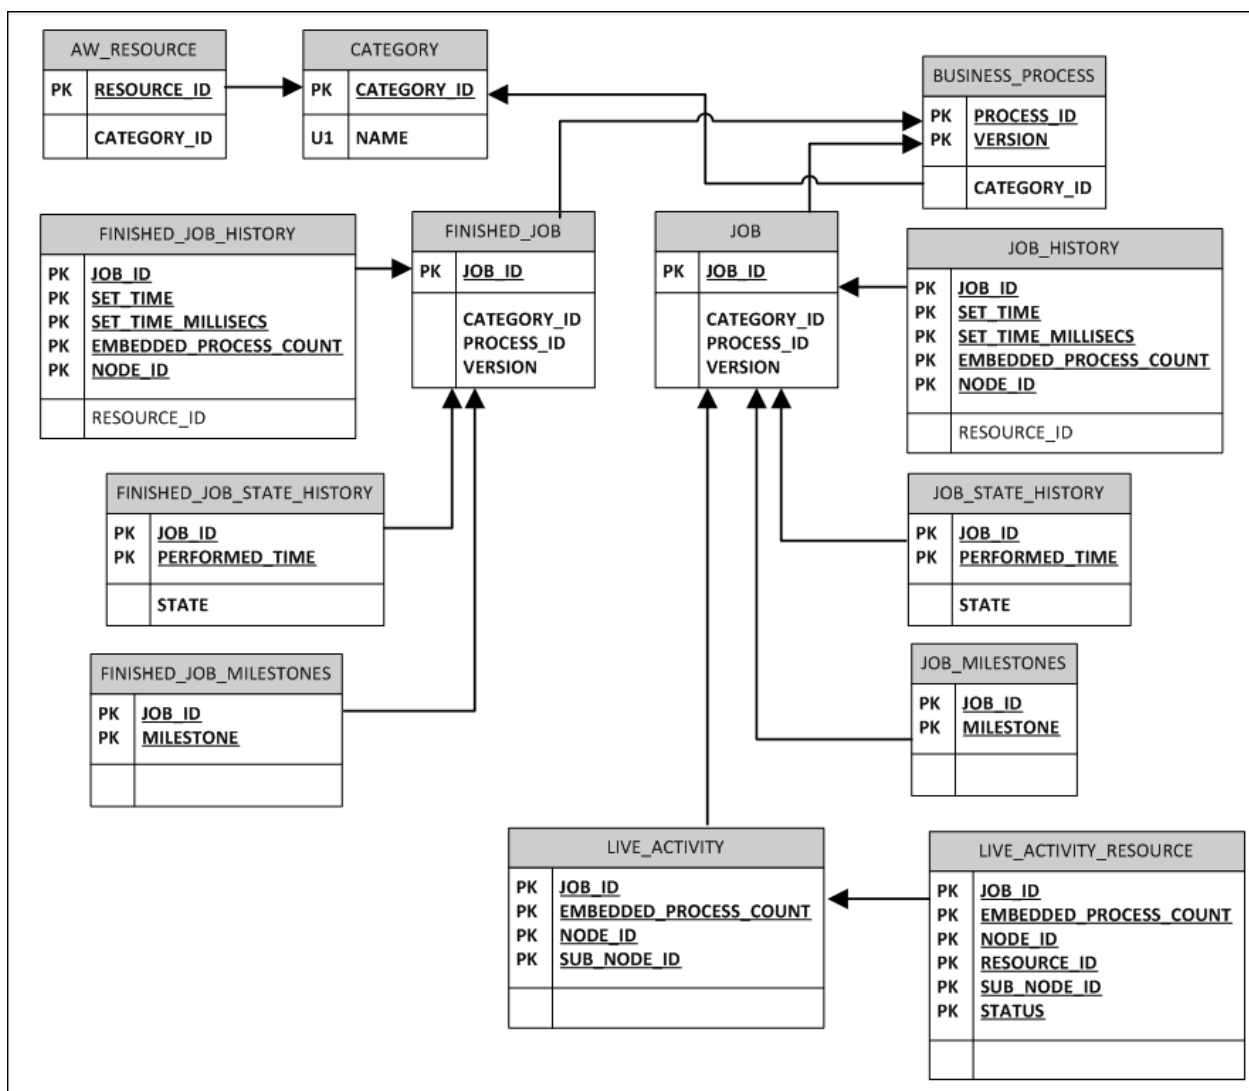 AW_RESOURCE
PK RESOURCE_ID
CATEGORY_ID
CATEGORY
PK CATEGORY_ID
U1 NAME
BUSINESS_PROCESS
PK PROCESS_ID
PK VERSION
CATEGORY_ID
FINISHED_JOB_HISTORY
PK JOB_ID
PK SET_TIME
PK SET_TIME_MILLISECS
PK EMBEDDED_PROCESS_COUNT
PK NODE_ID
RESOURCE_ID
FINISHED_JOB
PK JOB_ID
CATEGORY_ID
PROCESS_ID
VERSION
JOB
PK JOB_ID
CATEGORY_ID
PROCESS_ID
VERSION
JOB_HISTORY
PK JOB_ID
PK SET_TIME
PK SET_TIME_MILLISECS
PK EMBEDDED_PROCESS_COUNT
PK NODE_ID
RESOURCE_ID
FINISHED_JOB_STATE_HISTORY
PK JOB_ID
PK PERFORMED_TIME
STATE
JOB_STATE_HISTORY
PK JOB_ID
PK PERFORMED_TIME
STATE
FINISHED_JOB_MILESTONES
PK JOB_ID
PK MILESTONE
JOB_MILESTONES
PK JOB_ID
PK MILESTONE
LIVE_ACTIVITY
PK JOB_ID
PK EMBEDDED_PROCESS_COUNT
PK NODE_ID
PK SUB_NODE_ID
LIVE_ACTIVITY_RESOURCE
PK JOB_ID
PK EMBEDDED_PROCESS_COUNT
PK NODE_ID
PK RESOURCE_ID
PK SUB_NODE_ID
PK STATUS